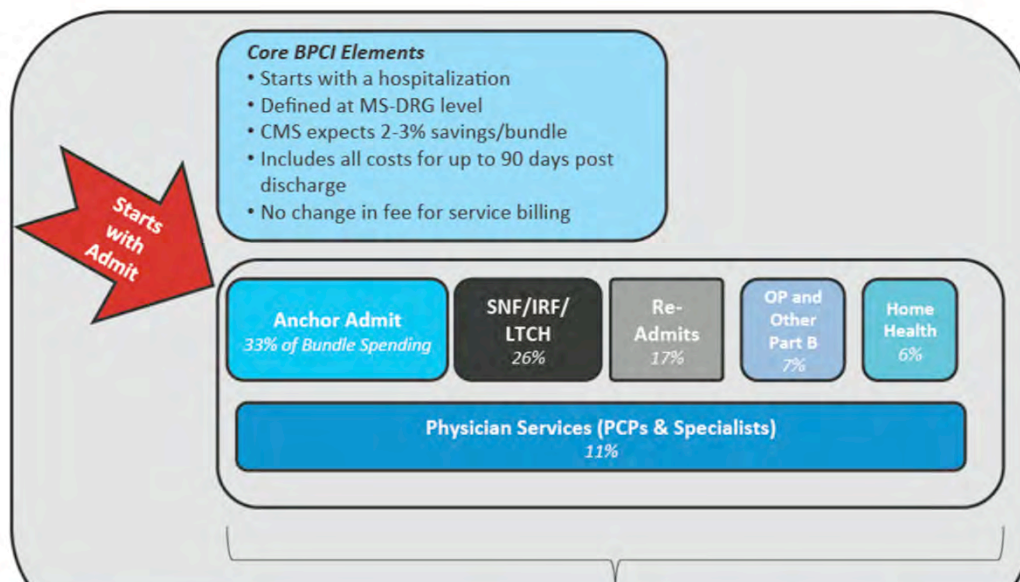 Core BPCI Elements
• Starts with a hospitalization
• Defined at MS-DRG level
• CMS expects 2-3% savings/bundle
• Includes all costs for up to 90 days post
discharge
• No change in fee for service billing
Starts
with
Admit
Anchor Admit
33% of Bundle Spending
SNF/IRF/
LTCH
26%
Re-
Admits
17%
OP and
Other
Part B
7%
Home
Health
6%
Physician Services (PCPs & Specialists)
11%